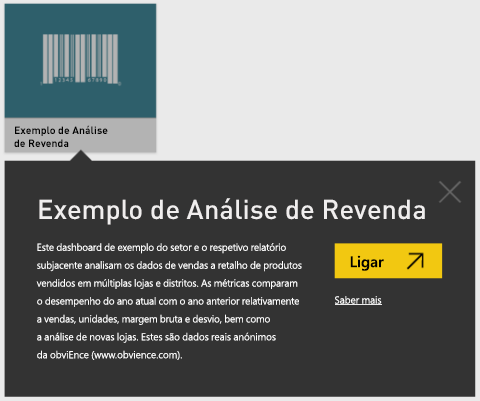 12345 67890
Exemplo de Análise
de Revenda
Exemplo de Análise de Revenda
Este dashboard de exemplo do setor e o respetivo relatório
subjacente analisam os dados de vendas a retalho de produtos
vendidos em múltiplas lojas e distritos. As métricas comparam
o desempenho do ano atual com o ano anterior relativamente
a vendas, unidades, margem bruta e desvio, bem como
a análise de novas lojas. Estes são dados reais anónimos
da obviEnce (www.obvience.com).
Ligar
Saber mais